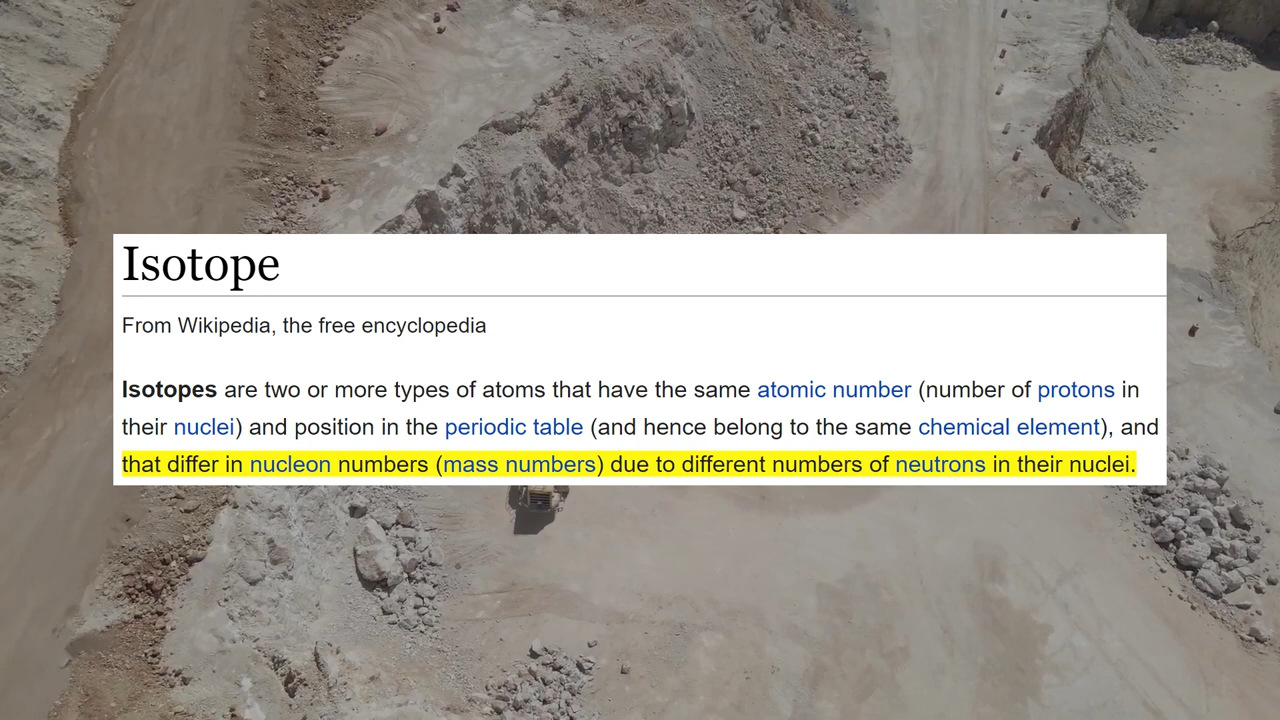 Isotope
From Wikipedia, the free encyclopedia
Isotopes are two or more types of atoms that have the same atomic number (number of protons in
their nuclei) and position in the periodic table (and hence belong to the same chemical element), and
that differ in nucleon numbers (mass numbers) due to different numbers of neutrons in their nuclei.